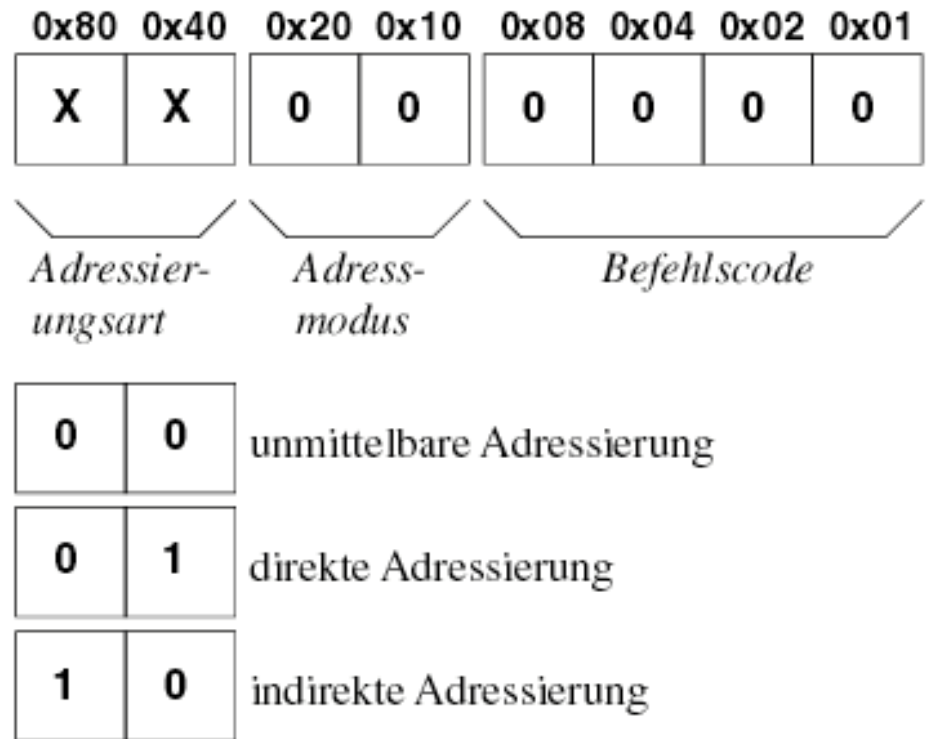 0x80 0x40 0x20 0x10 0x08 0x04 0x02 0x01
X X 0 0 0 0 0 0
Adressier- Adress- Befehlscode
ungsart modus
0 0 unmittelbare Adressierung
0 1 direkte Adressierung
1 0 indirekte Adressierung